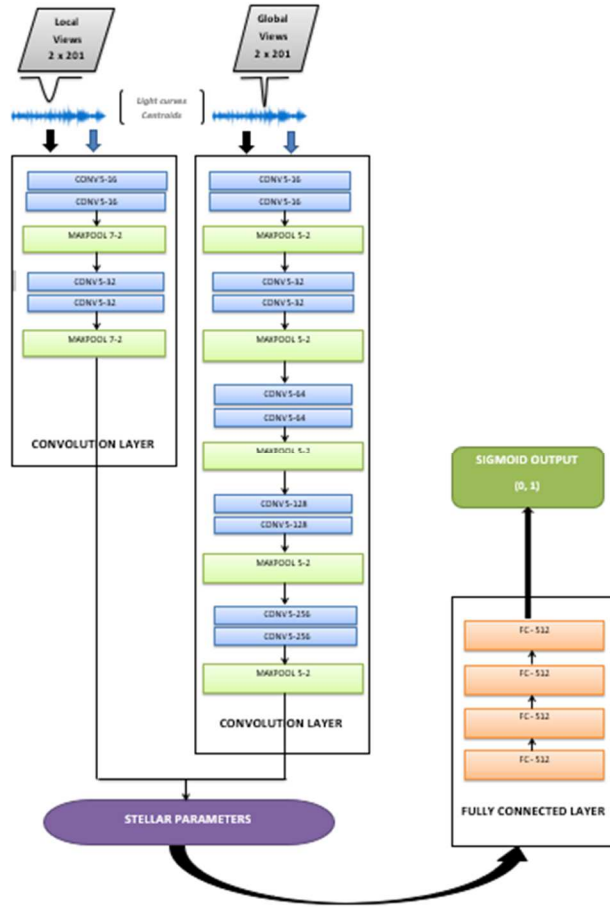 Local
Views
2 x 201
Global
Views
2 x 201
Light curves
Centroids
CONV5-16
CONV5-16
MAXPOOL 7-2
CONV5-32
CONV5-32
MAXPOOL 7-2
CONVOLUTION LAYER
CONV5-16
CONV5-16
MAXPOOL 5-2
CONV5-32
CONV5-32
MAXPOOL 5-2
CONV5-64
CONV5-64
MAXPOOL 5-2
CONV5-128
CONV5-128
MAXPOOL 5-2
CONV5-256
CONV5-256
MAXPOOL 5-2
CONVOLUTION LAYER
STELLAR PARAMETERS
SIGMOID OUTPUT
(0, 1)
FC- 512
FC- 512
FC- 512
FC- 512
FULLY CONNECTED LAYER